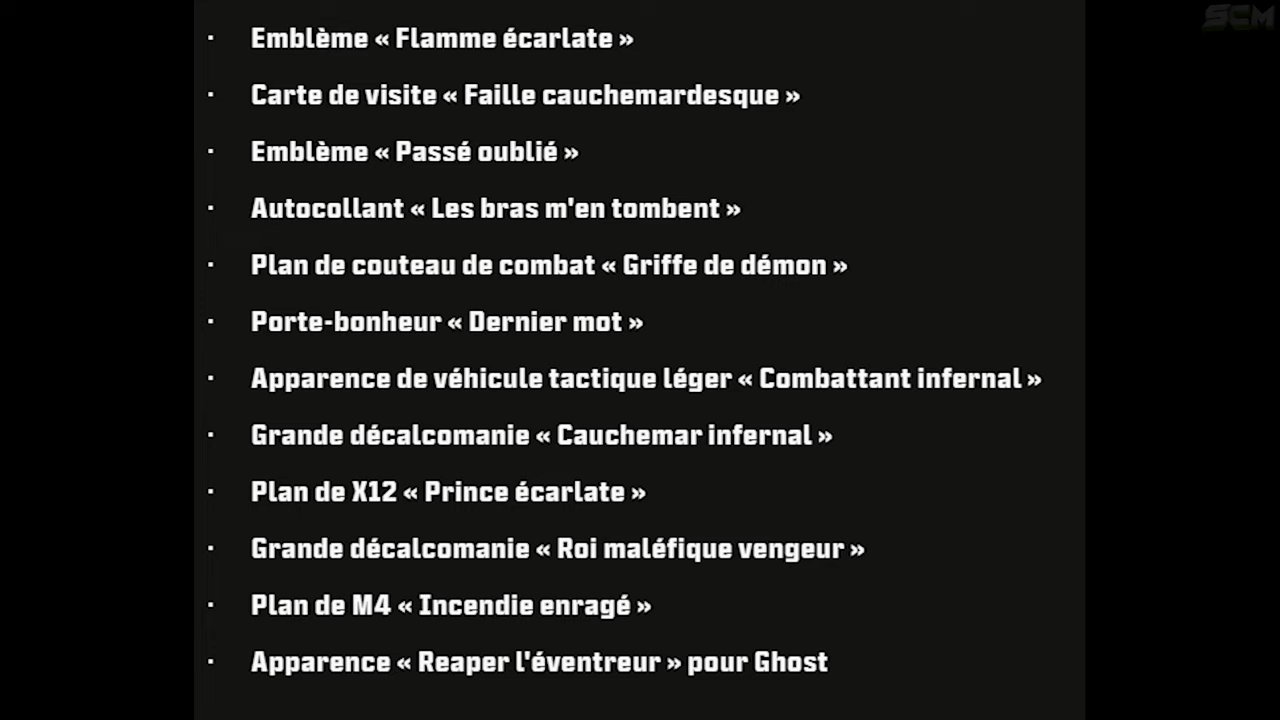 SCM
· Emblème « Flamme écarlate »
· Carte de visite « Faille cauchemardesque »
· Emblème « Passé oublié »
· Autocollant « Les bras m'en tombent »
· Plan de couteau de combat « Griffe de démon »
· Porte-bonheur « Dernier mot »
· Apparence de véhicule tactique léger « Combattant infernal »
· Grande décalcomanie « Cauchemar infernal »
· Plan de X12 « Prince écarlate »
· Grande décalcomanie « Roi maléfique vengeur »
· Plan de M4 « Incendie enragé »
· Apparence « Reaper l'éventreur » pour Ghost